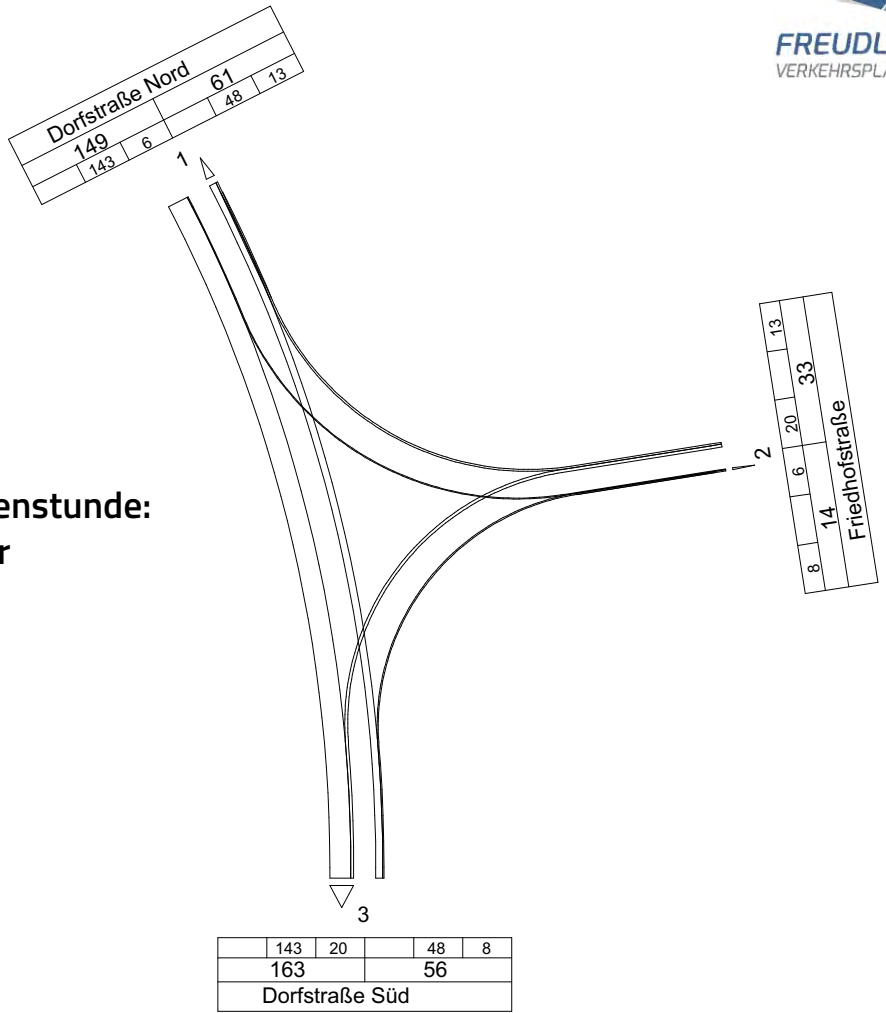 FREUDL
VERKEHRSPLA
Dorfstraße Nord
149 61
143 6 48 13
1
13 20 6 8
33 14
Friedhofstraße
2
enstunde:
r
3
143 20 48 8
163 56
Dorfstraße Süd